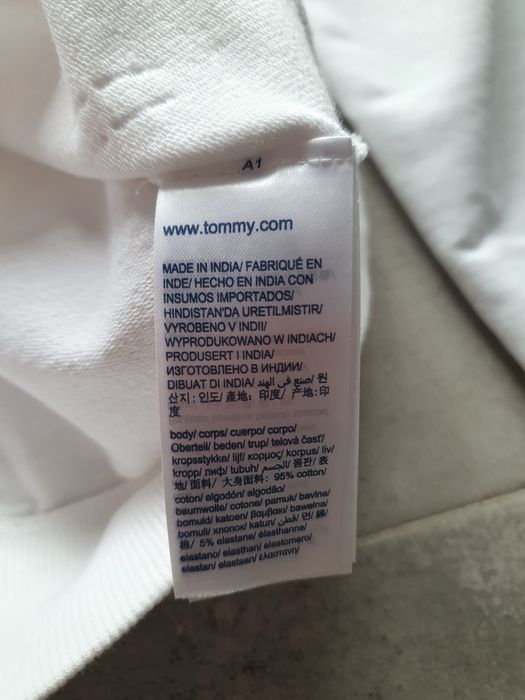 A1
www.tommy.com
MADE IN INDIA/ FABRIQUÉ EN
INDE/ HECHO EN INDIA CON
INSUMOS IMPORTADOS/
HINDISTAN'DA URETILMISTIR/
VYROBENO V INDII/
WYPRODUKOWANO W INDIACH/
PRODUSERT I INDIA/
ИЗГОТОВЛЕНО В ИНДИИ/
DIBUAT DI INDIA/ صنع في الهند/ 원
산지: 인도/ 產地: 印度/ 产地:印
度
body/ corps/ cuerpo/ corpo/
Oberteil/ beden/ trup/ telová časť/
kropsstykke/ lijf/ κορμος/ korpus/ liv/
kropp/ лиф/ tubuh/ الجسم/ 몸판/ 表
地/ 面料/ 大身面料: 95% cotton/
coton/ algodón/ algodão/
baumwolle/ cotone/ pamuk/ bavlna/
bomuld/ katoen/ βαμβακι/ bawełna/
bomull/ хлопок/ katun/ قطن/ 면/ 綿/
棉/ 5% elastane/ élasthanne/
elastano/ elasthan/ elastomero/
elastan/ elastaan/ ελαστανη/